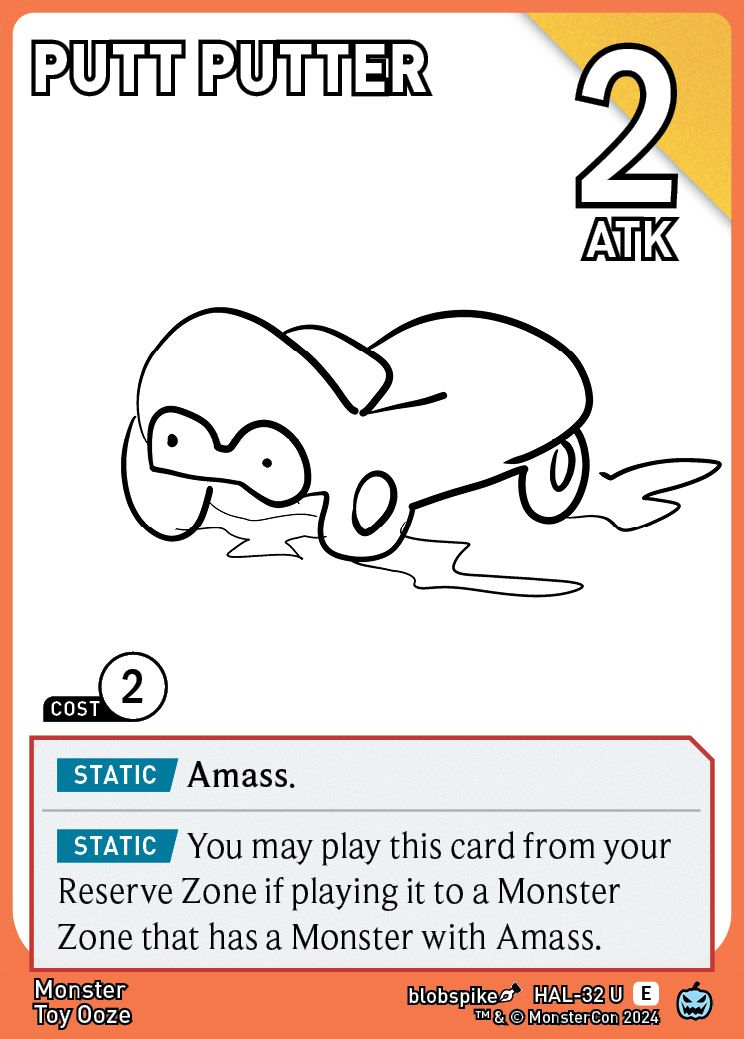 PUTT PUTTER
2
ATK
COST 2
STATIC Amass.
STATIC You may play this card from your
Reserve Zone if playing it to a Monster
Zone that has a Monster with Amass.
Monster
Toy Ooze
blobspike HAL-32 U E
™ & © MonsterCon 2024